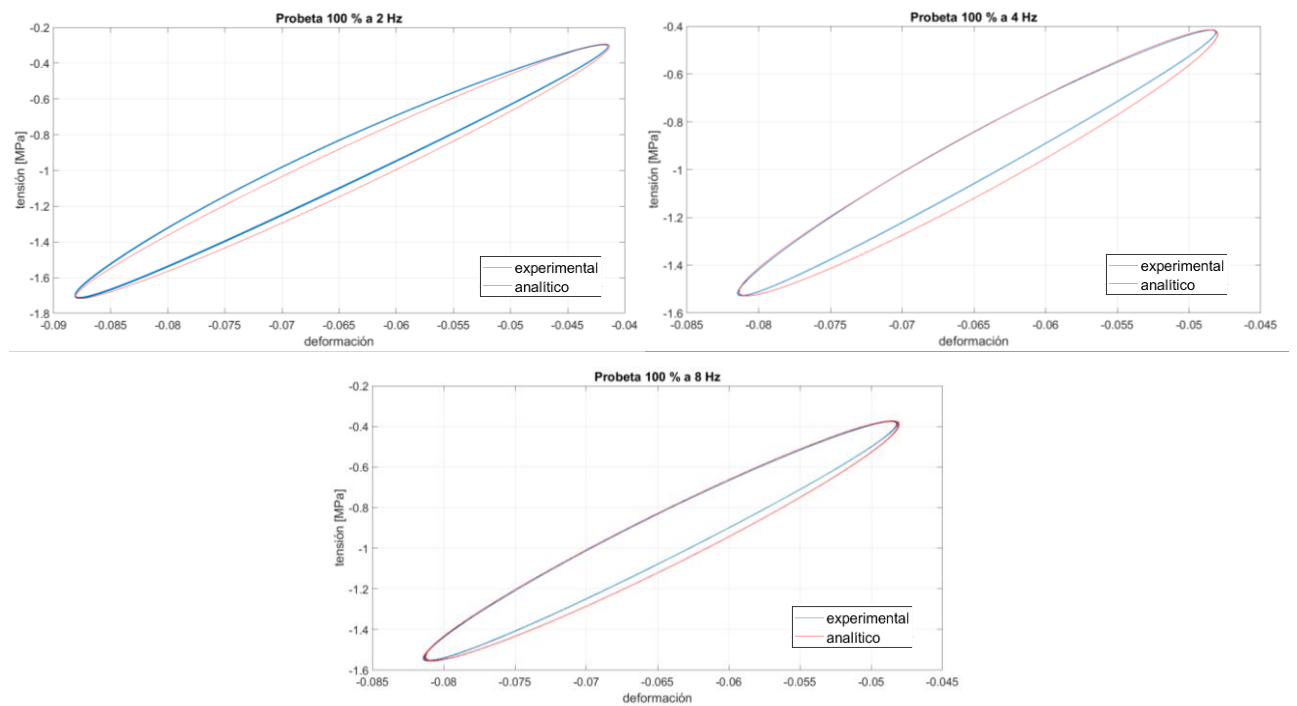 Probeta 100 % a 2 Hz
-0.2
-0.4
-0.6
-0.8
-1
-1.2
-1.4
-1.6
-1.8
tensión [MPa]
experimental
analítico
-0.09 -0.085 -0.08 -0.075 -0.07 -0.065 -0.06 -0.055 -0.05 -0.045 -0.04
deformación
Probeta 100 % a 4 Hz
-0.4
-0.6
-0.8
-1
-1.2
-1.4
-1.6
tensión [MPa]
experimental
analítico
-0.085 -0.08 -0.075 -0.07 -0.065 -0.06 -0.055 -0.05 -0.045
deformación
Probeta 100 % a 8 Hz
-0.2
-0.4
-0.6
-0.8
-1
-1.2
-1.4
-1.6
tensión [MPa]
experimental
analítico
-0.085 -0.08 -0.075 -0.07 -0.065 -0.06 -0.055 -0.05 -0.045
deformación